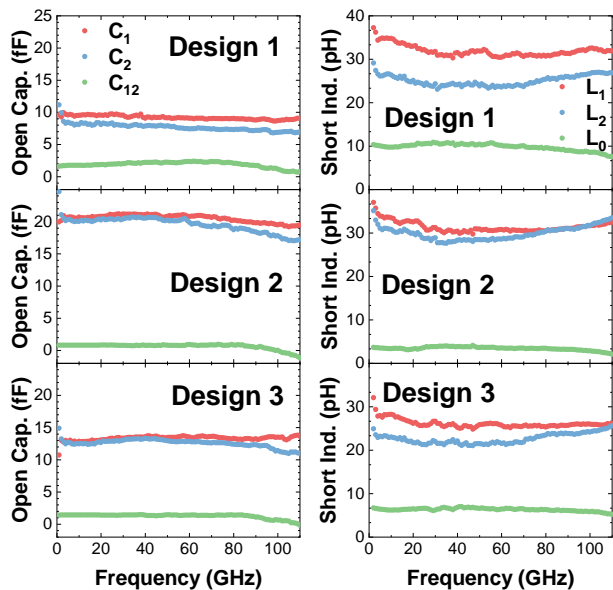 Open Cap. (fF)
25
20
15
10
5
0
C₁
C₂
C₁₂
Design 1
Short Ind. (pH)
40
30
20
10
0
Design 1
L₁
L₂
L₀
Open Cap. (fF)
20
15
10
5
0
Design 2
Short Ind. (pH)
30
20
10
0
Design 2
Open Cap. (fF)
20
15
10
5
0
Design 3
0 20 40 60 80 100
Frequency (GHz)
Short Ind. (pH)
30
20
10
0
Design 3
0 20 40 60 80 100
Frequency (GHz)